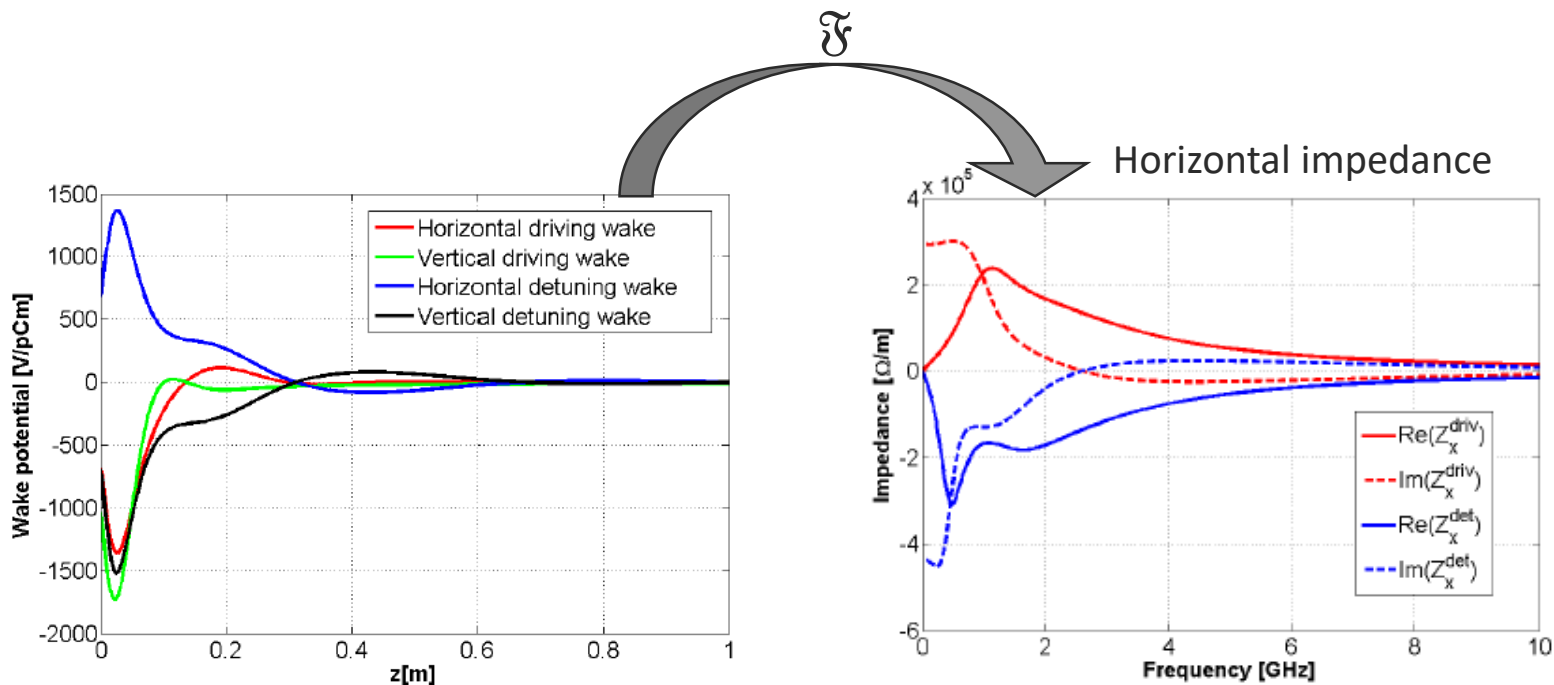 𝔉
Horizontal impedance
Wake potential [V/pCm]
1500
1000
500
0
-500
-1000
-1500
-2000
0
0.2
0.4
0.6
0.8
1
z[m]
Horizontal driving wake
Vertical driving wake
Horizontal detuning wake
Vertical detuning wake
x 10⁵
Impedance [Ω/m]
4
2
0
-2
-4
-6
0
2
4
6
8
10
Frequency [GHz]
Re(Z_x^driv)
Im(Z_x^driv)
Re(Z_x^det)
Im(Z_x^det)